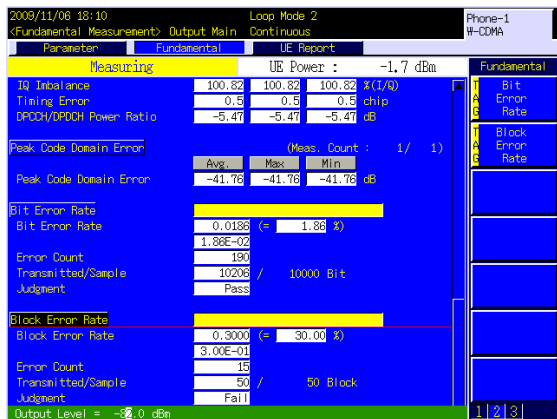 2009/11/06 18:10 Loop Mode 2 Phone-1
<Fundamental Measurement> Output Main Continuous W-CDMA
Parameter Fundamental UE Report
Measuring UE Power : -1.7 dBm Fundamental
IQ Imbalance 100.82 100.82 100.82 %(I/Q)
Timing Error 0.5 0.5 0.5 chip
DPCCH/DPDCH Power Ratio -5.47 -5.47 -5.47 dB
TAG Bit Error Rate
TAG Block Error Rate
Peak Code Domain Error (Meas. Count : 1/ 1)
Avg. Max Min
Peak Code Domain Error -41.76 -41.76 -41.76 dB
Bit Error Rate
Bit Error Rate 0.0186 (= 1.86 %)
1.86E-02
Error Count 190
Transmitted/Sample 10206 / 10000 Bit
Judgment Pass
Block Error Rate
Block Error Rate 0.3000 (= 30.00 %)
3.00E-01
Error Count 15
Transmitted/Sample 50 / 50 Block
Judgment Fail
Output Level = -82.0 dBm 1 2 3